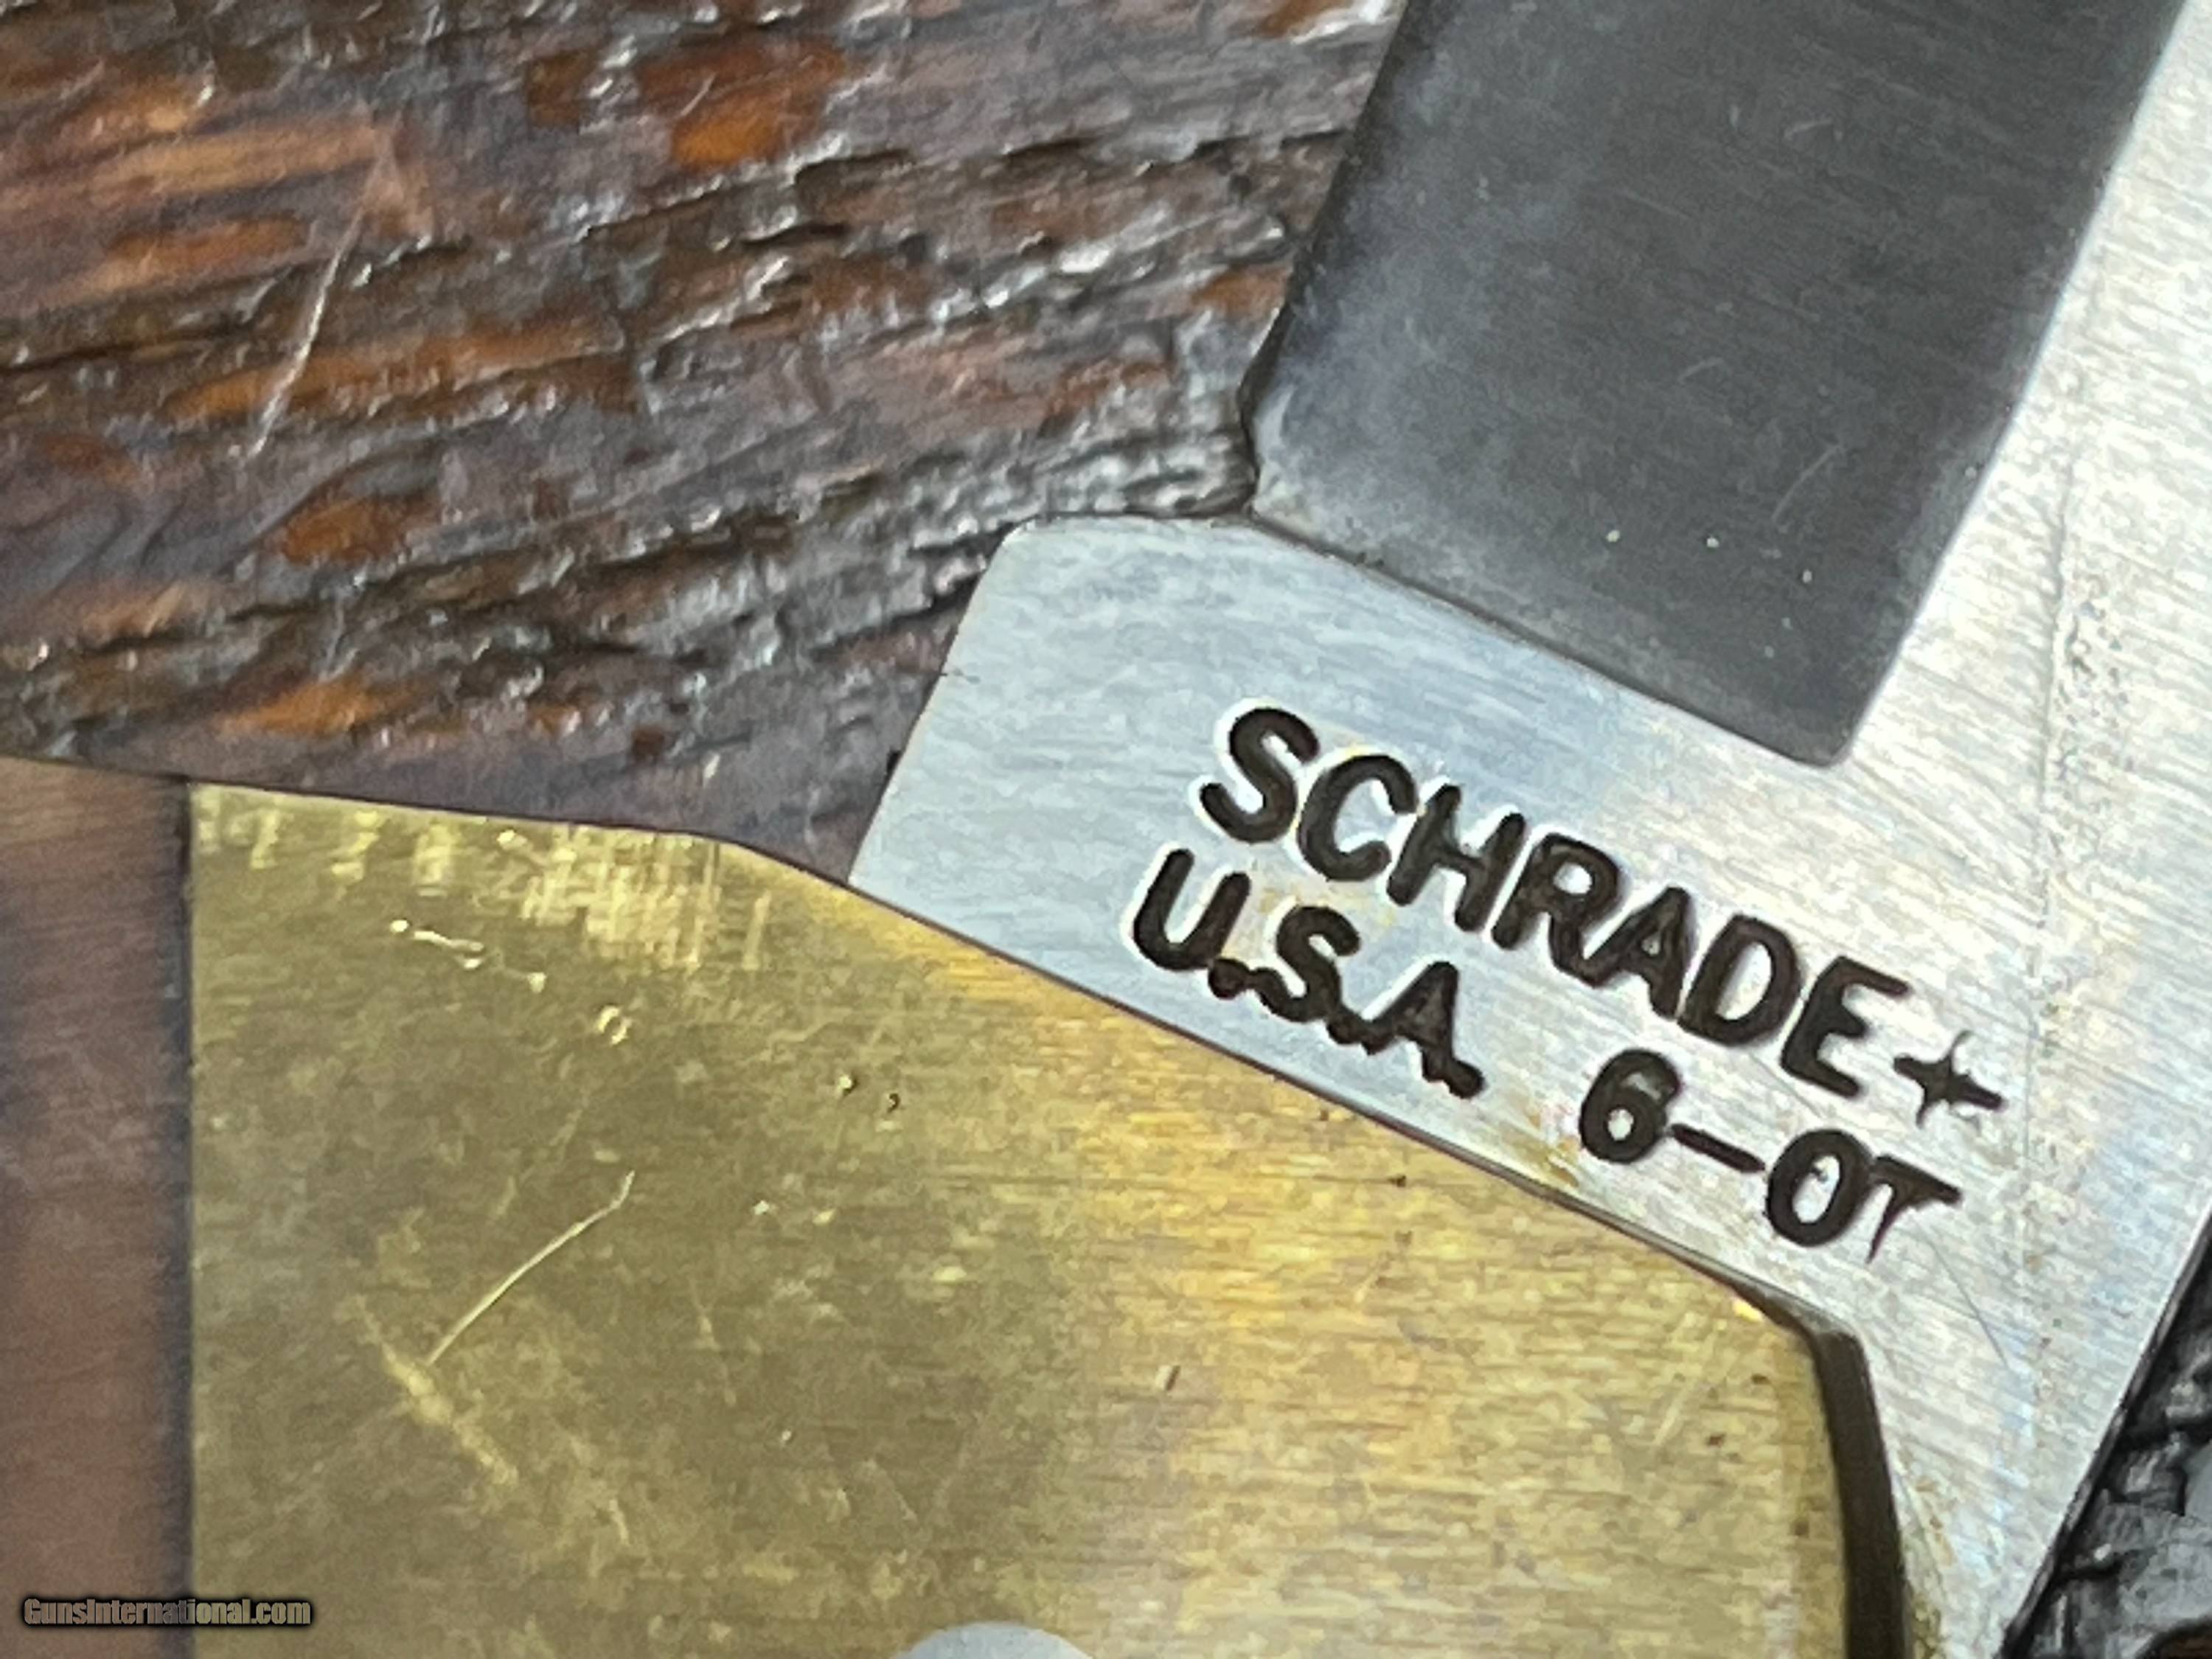 SCHRADE+
U.S.A. 6-OT
GunsInternational.com